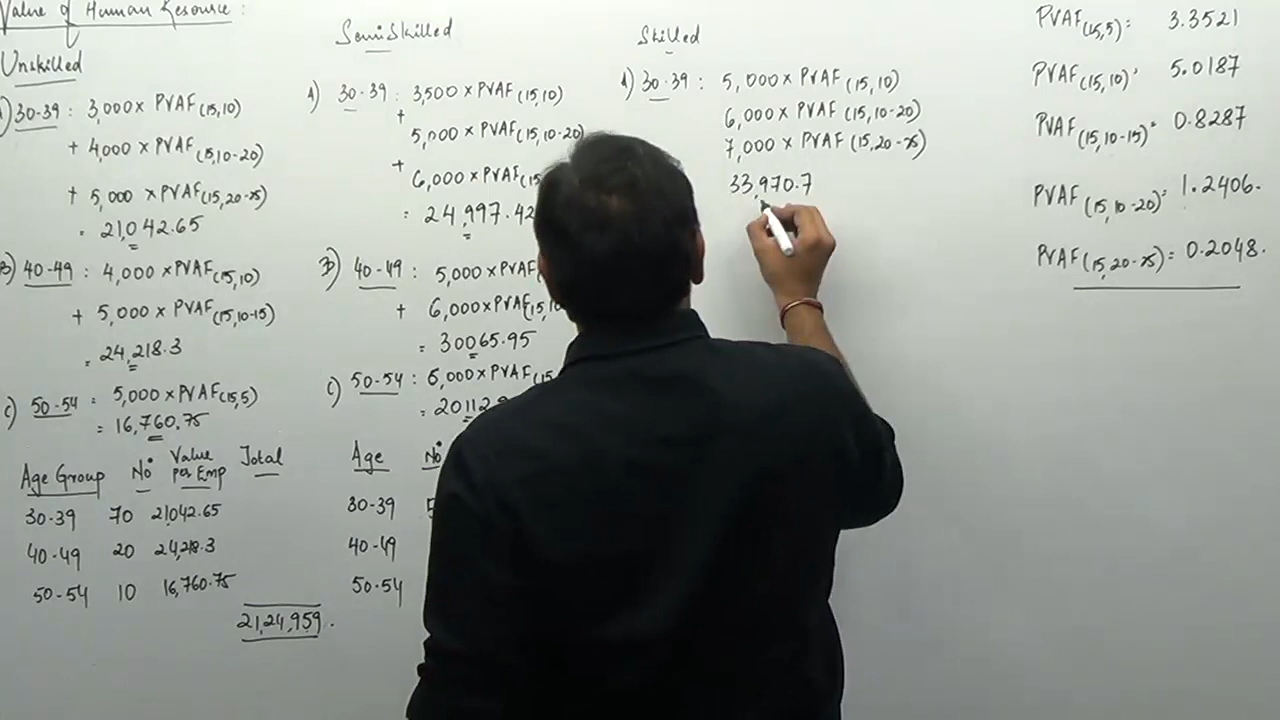 Value of Human Resource :
Unskilled
30-39 : 3,000 x PVAF(15,10)
+ 4,000 x PVAF(15,10-20)
+ 5,000 x PVAF(15,20-25)
= 21,042.65
B) 40-49 : 4,000 x PVAF(15,10)
+ 5,000 x PVAF(15,10-15)
= 24,218.3
C) 50-54 = 5,000 x PVAF(15,5)
= 16,760.75
Age Group No Value per Emp Total
30-39 70 21,042.65
40-49 20 24,218.3
50-54 10 16,760.75
21,24,959.
Semi Skilled
A) 30-39 : 3,500 x PVAF(15,10)
+
5,000 x PVAF(15,10-20)
+
6,000 x PVAF(15,
= 24,997.42
B) 40-49 : 5,000 x PVAF
+ 6,000 x PVAF(15,10
= 30065.95
C) 50-54 : 6,000 x PVAF(15,
= 20112.
Age No
30-39 5
40-49
50-54
Skilled
A) 30-39 : 5,000 x PVAF(15,10)
6,000 x PVAF(15,10-20)
7,000 x PVAF(15,20-25)
33,970.7
PVAF(15,5) = 3.3521
PVAF(15,10) = 5.0187
PVAF(15,10-15) = 0.8287
PVAF(15,10-20) = 1.2406.
PVAF(15,20-25) = 0.2048.